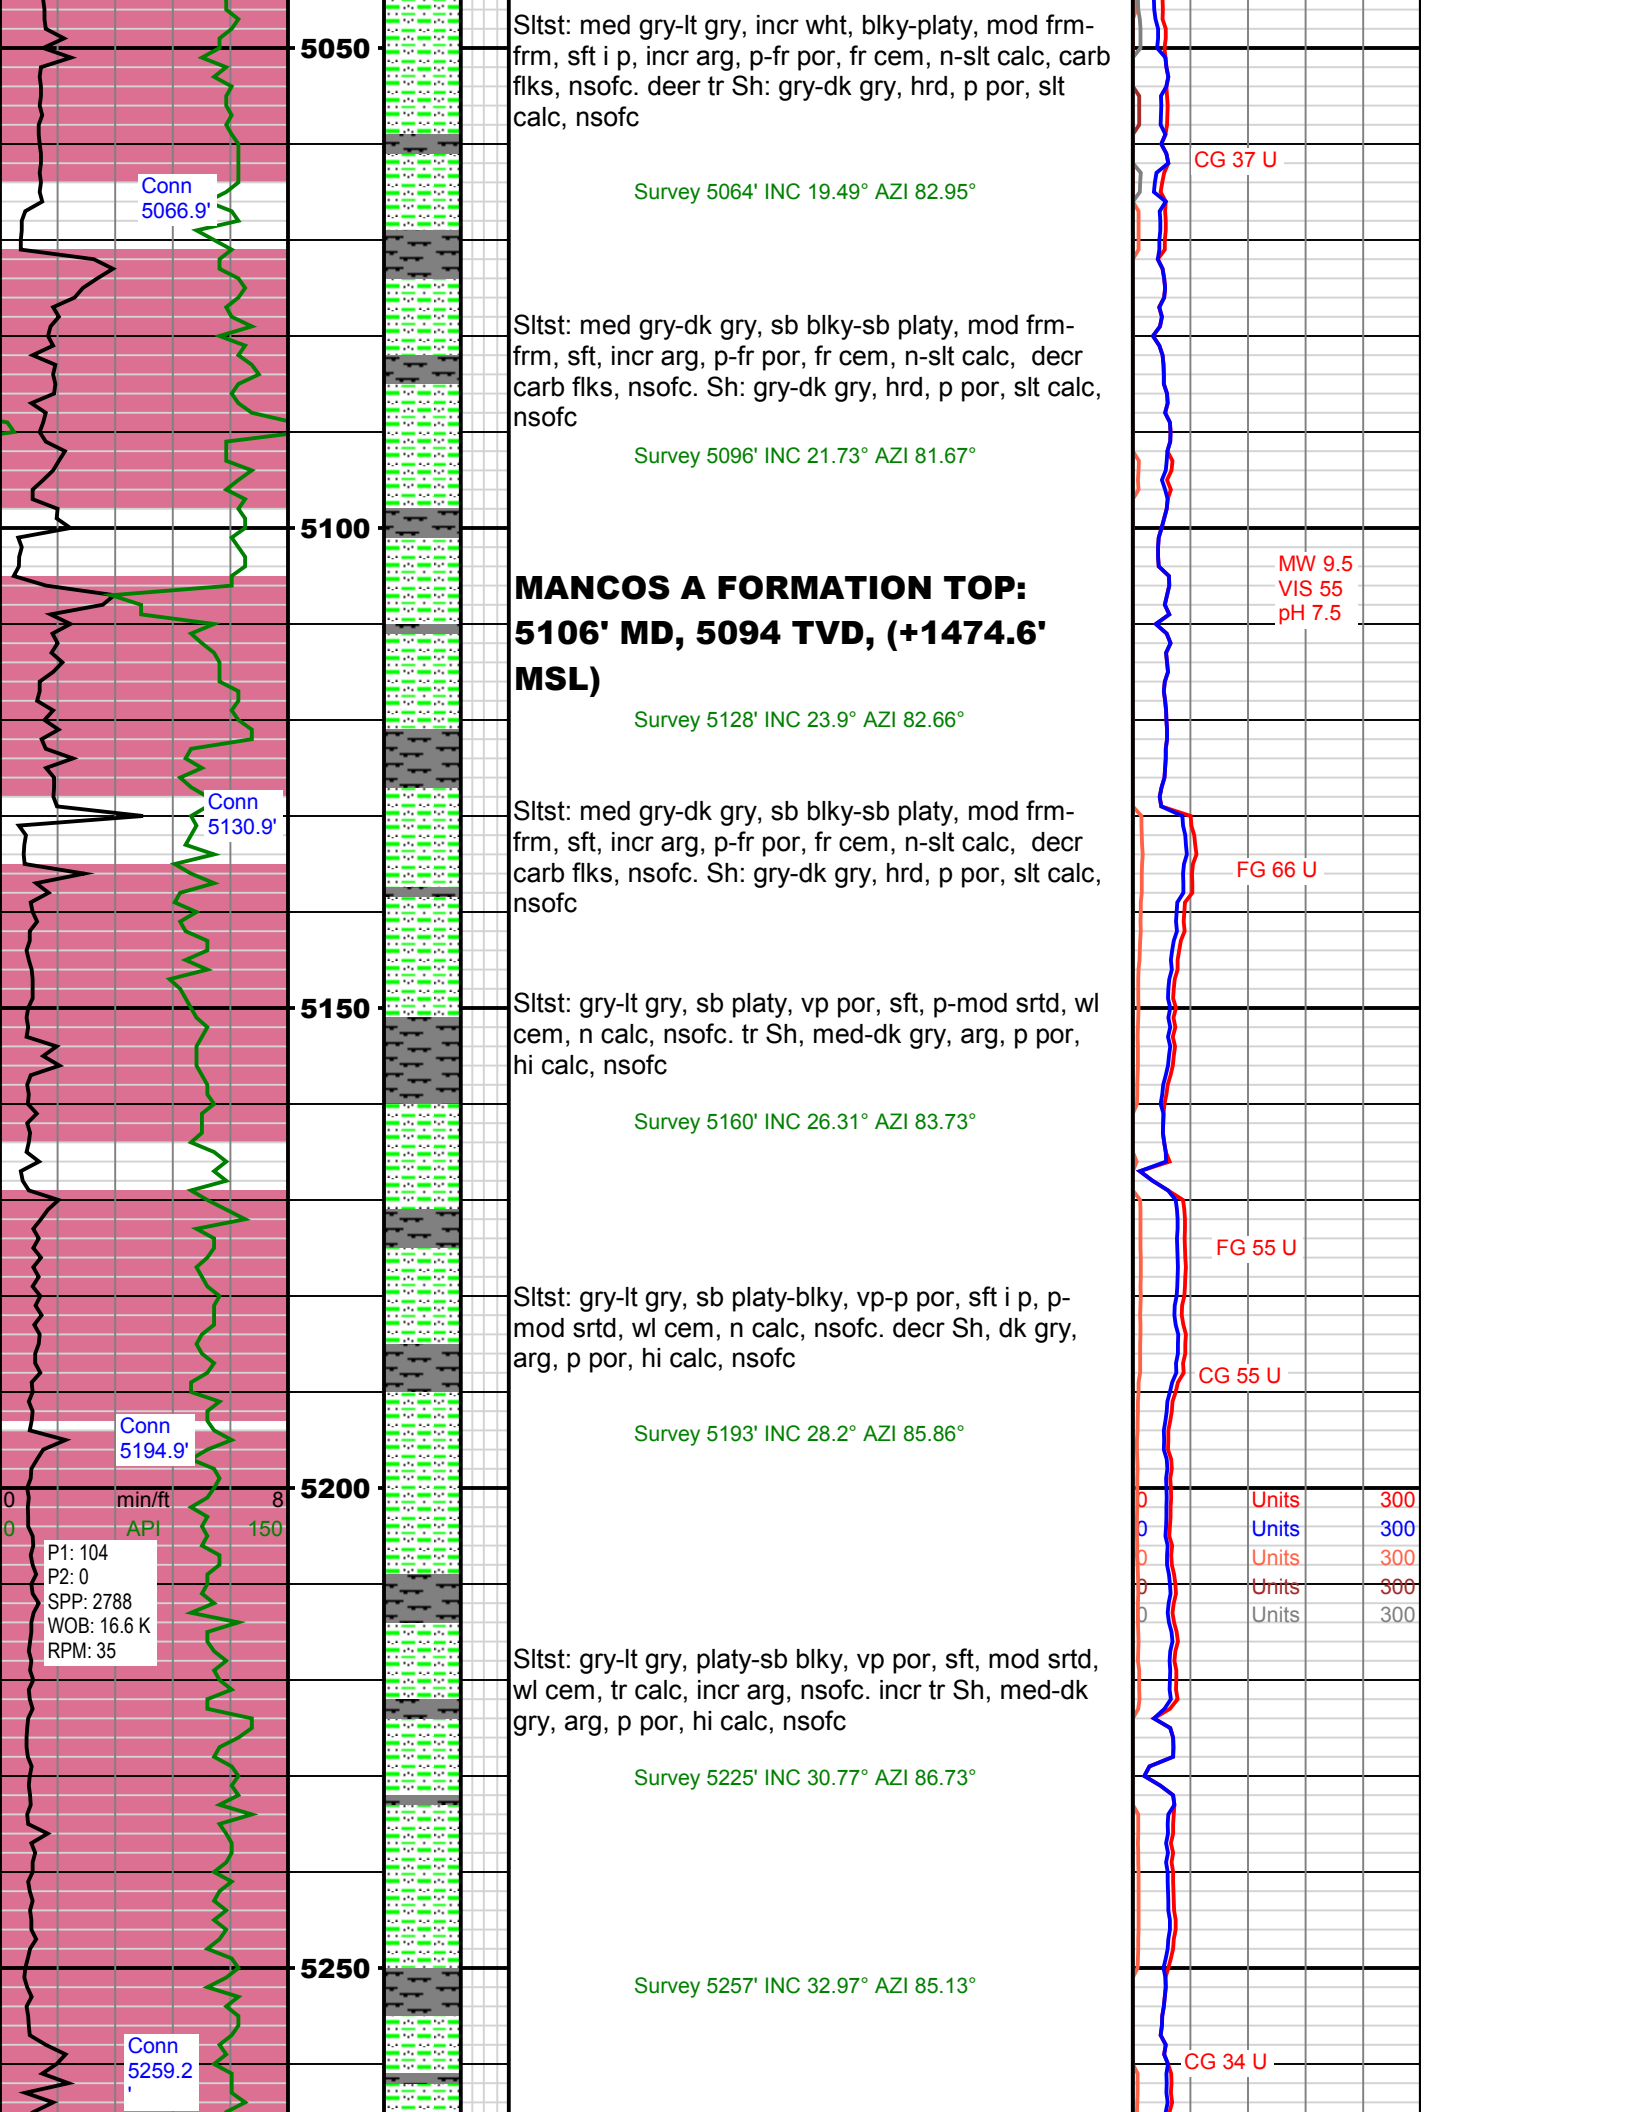 Sltst: med gry-lt gry, incr wht, blky-platy, mod frm-
frm, sft i p, incr arg, p-fr por, fr cem, n-slt calc, carb
flks, nsofc. deer tr Sh: gry-dk gry, hrd, p por, slt
calc, nsofc
5050
CG 37 U
Conn
5066.9'
Survey 5064' INC 19.49° AZI 82.95°
Sltst: med gry-dk gry, sb blky-sb platy, mod frm-
frm, sft, incr arg, p-fr por, fr cem, n-slt calc,  decr
carb flks, nsofc. Sh: gry-dk gry, hrd, p por, slt calc,
nsofc
Survey 5096' INC 21.73° AZI 81.67°
5100
MW 9.5
VIS 55
pH 7.5
MANCOS A FORMATION TOP:
5106' MD, 5094 TVD, (+1474.6'
MSL)
Survey 5128' INC 23.9° AZI 82.66°
Conn
5130.9'
Sltst: med gry-dk gry, sb blky-sb platy, mod frm-
frm, sft, incr arg, p-fr por, fr cem, n-slt calc,  decr
carb flks, nsofc. Sh: gry-dk gry, hrd, p por, slt calc,
nsofc
FG 66 U
5150
Sltst: gry-lt gry, sb platy, vp por, sft, p-mod srtd, wl
cem, n calc, nsofc. tr Sh, med-dk gry, arg, p por,
hi calc, nsofc
Survey 5160' INC 26.31° AZI 83.73°
FG 55 U
Sltst: gry-lt gry, sb platy-blky, vp-p por, sft i p, p-
mod srtd, wl cem, n calc, nsofc. decr Sh, dk gry,
arg, p por, hi calc, nsofc
CG 55 U
Conn
5194.9'
Survey 5193' INC 28.2° AZI 85.86°
5200
0 min/ft 8
0 API 150
0 Units 300
0 Units 300
0 Units 300
0 Units 300
0 Units 300
P1: 104
P2: 0
SPP: 2788
WOB: 16.6 K
RPM: 35
Sltst: gry-lt gry, platy-sb blky, vp por, sft, mod srtd,
wl cem, tr calc, incr arg, nsofc. incr tr Sh, med-dk
gry, arg, p por, hi calc, nsofc
Survey 5225' INC 30.77° AZI 86.73°
5250
Survey 5257' INC 32.97° AZI 85.13°
Conn
5259.2
'
CG 34 U